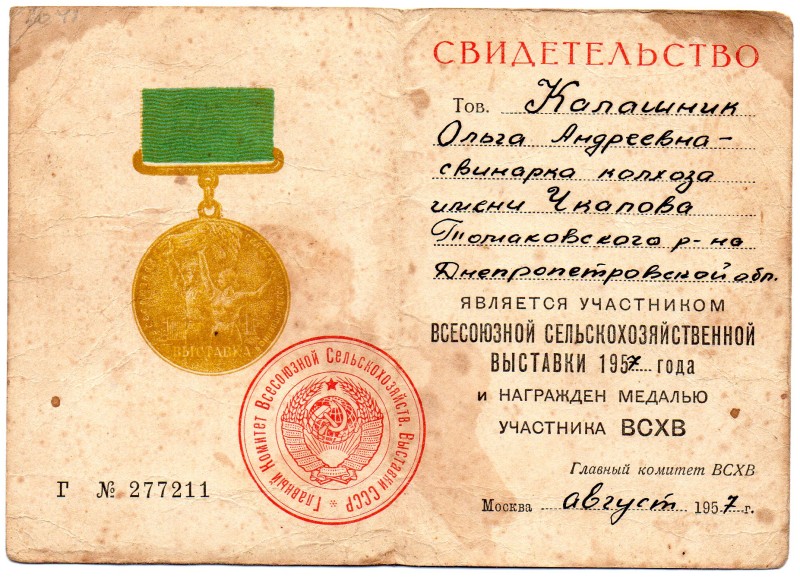 ВЫСТАВКА
Главный Комитет Всесоюзной Сельскохозяйств. Выставки СССР
Г № 277211
СВИДЕТЕЛЬСТВО
Тов. Калашник
Ольга Андреевна –
свинарка колхоза
имени Чкалова
Томаковского р-на
Днепропетровской обл.
ЯВЛЯЕТСЯ УЧАСТНИКОМ
ВСЕСОЮЗНОЙ СЕЛЬСКОХОЗЯЙСТВЕННОЙ
ВЫСТАВКИ 1957 года
и НАГРАЖДЕН МЕДАЛЬЮ
УЧАСТНИКА ВСХВ
Главный комитет ВСХВ
Москва август 1957 г.